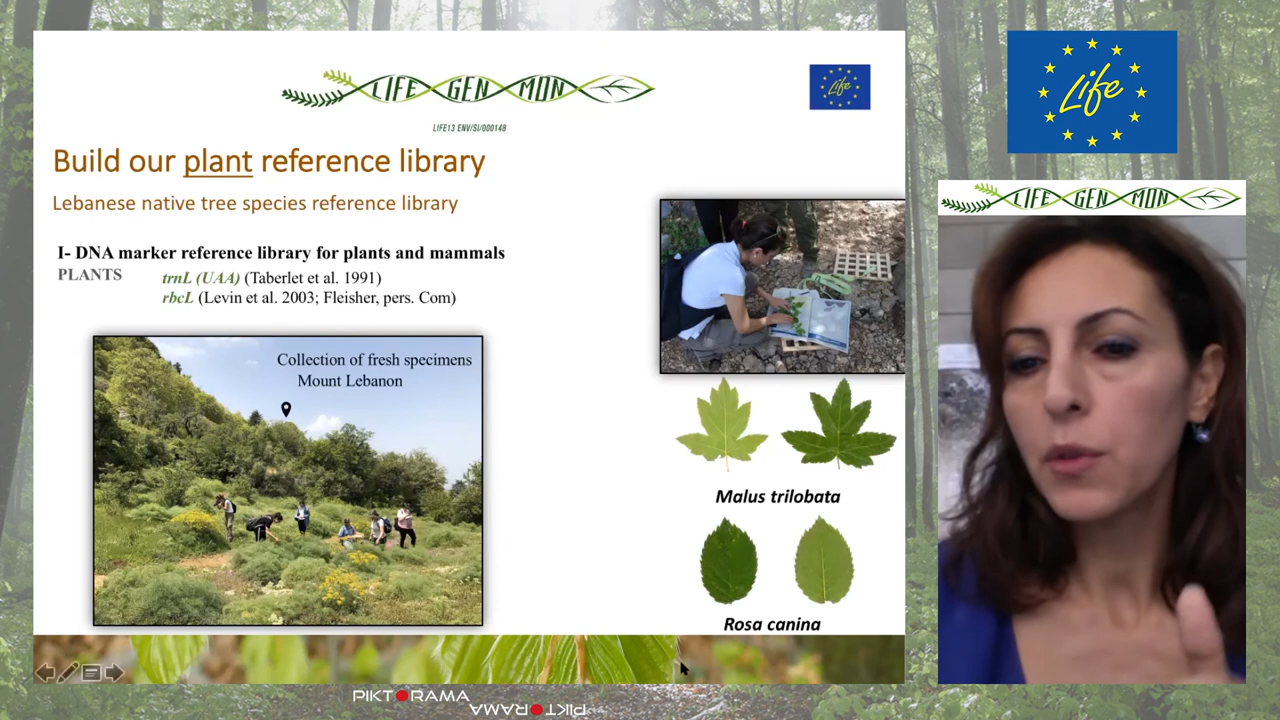 LIFE GEN MON
LIFE13 ENV/SI/000148
Life
Build our plant reference library
Lebanese native tree species reference library
I- DNA marker reference library for plants and mammals
PLANTS
trnL (UAA) (Taberlet et al. 1991)
rbcL (Levin et al. 2003; Fleisher, pers. Com)
Collection of fresh specimens
Mount Lebanon
Malus trilobata
Rosa canina
Life
LIFE GEN MON
PIKTORAMA
PIKTORAMA